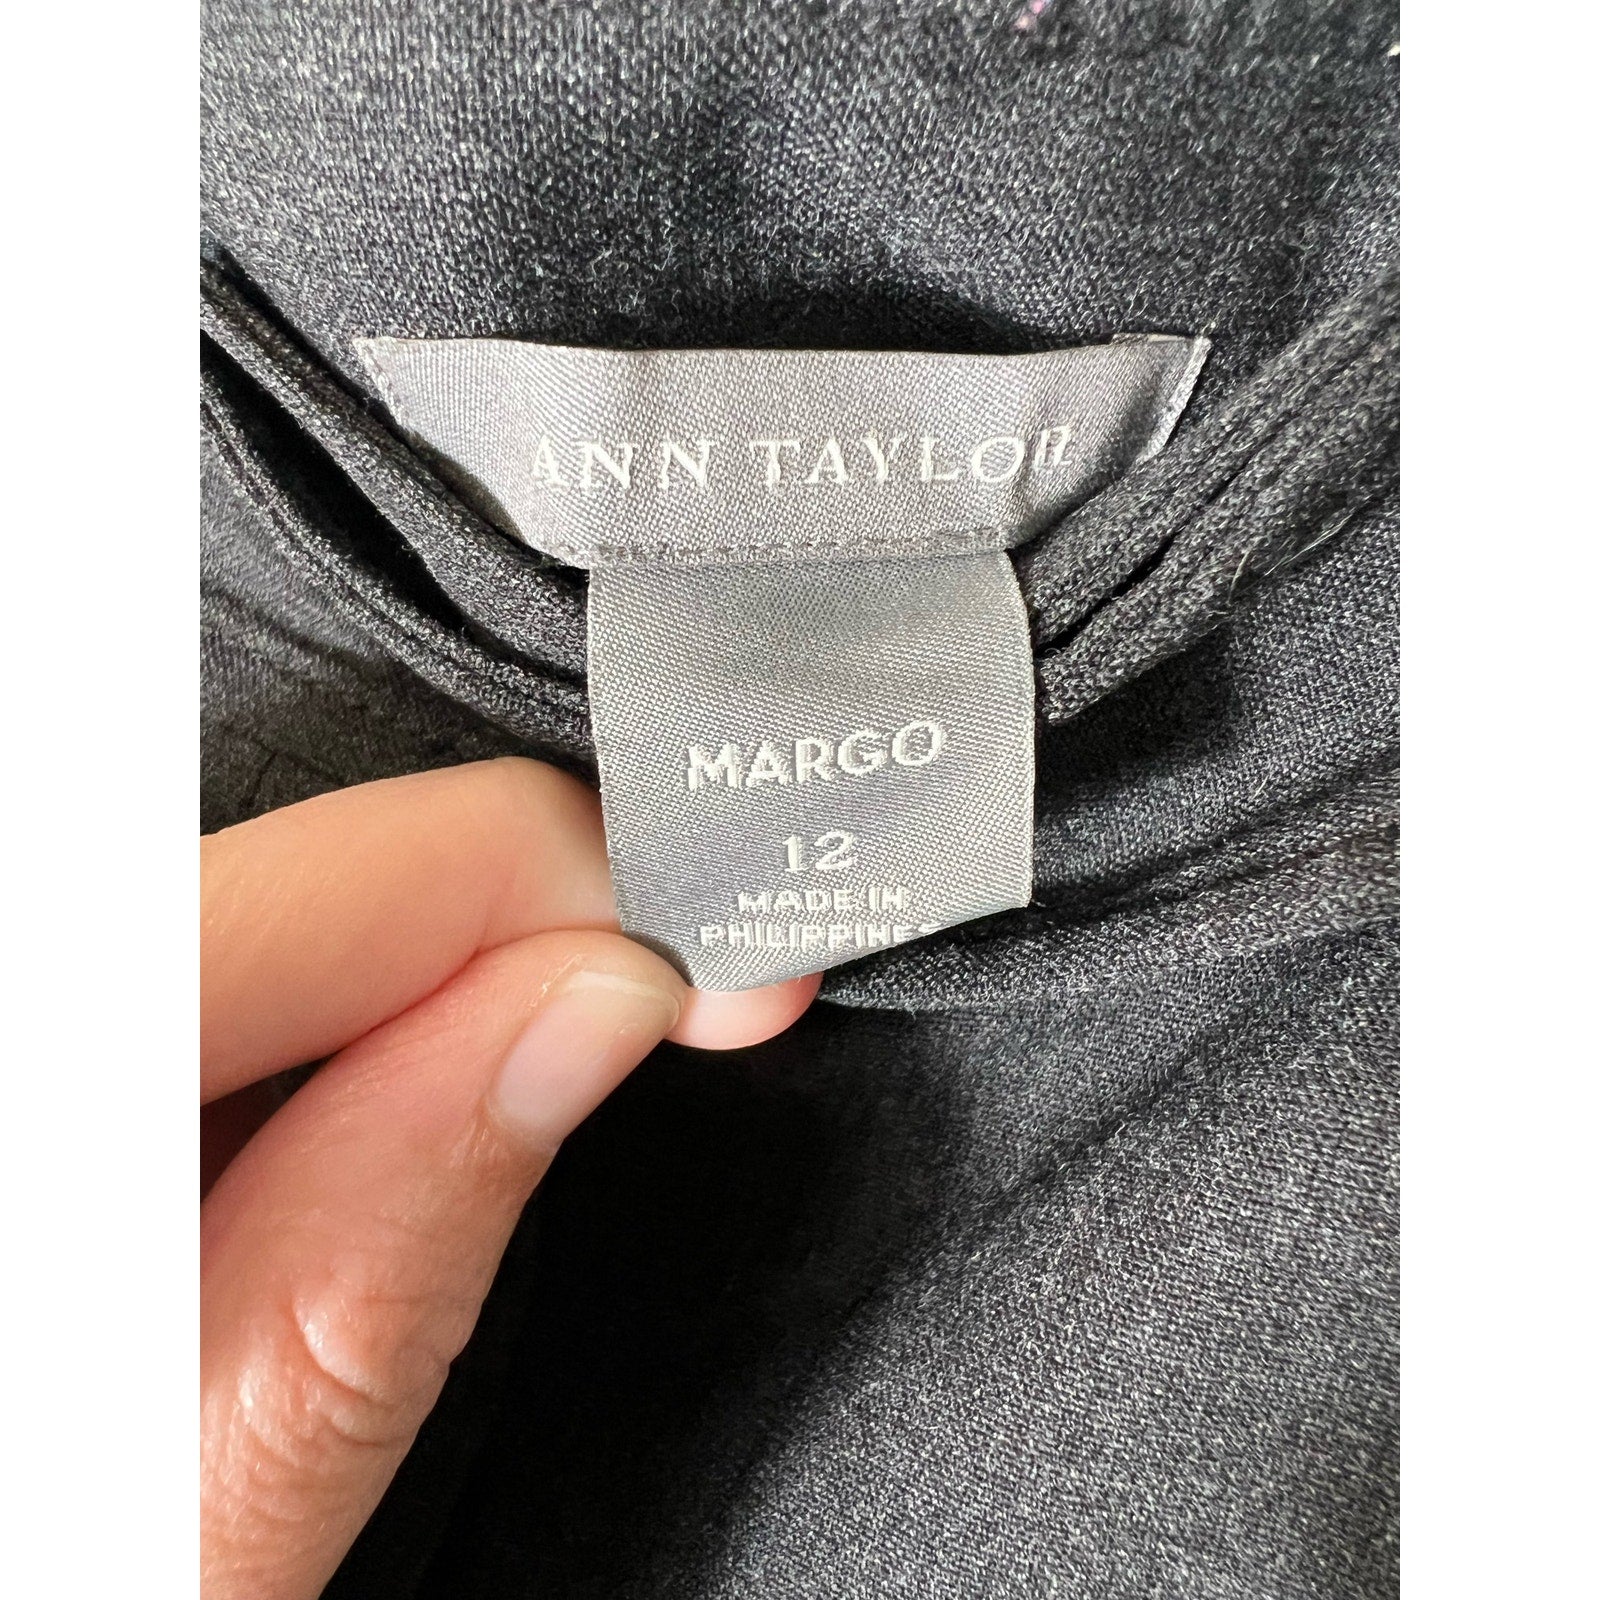 ANN TAYLOR
MARGO
12
MADE IN
PHILIPPINES